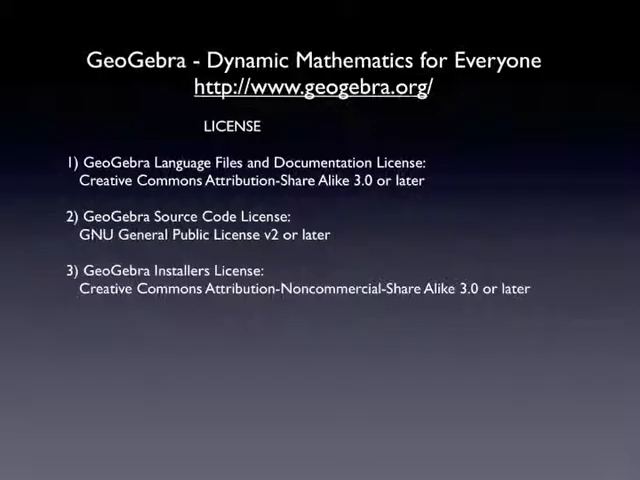 GeoGebra - Dynamic Mathematics for Everyone
http://www.geogebra.org/
LICENSE
1) GeoGebra Language Files and Documentation License:
Creative Commons Attribution-Share Alike 3.0 or later
2) GeoGebra Source Code License:
GNU General Public License v2 or later
3) GeoGebra Installers License:
Creative Commons Attribution-Noncommercial-Share Alike 3.0 or later